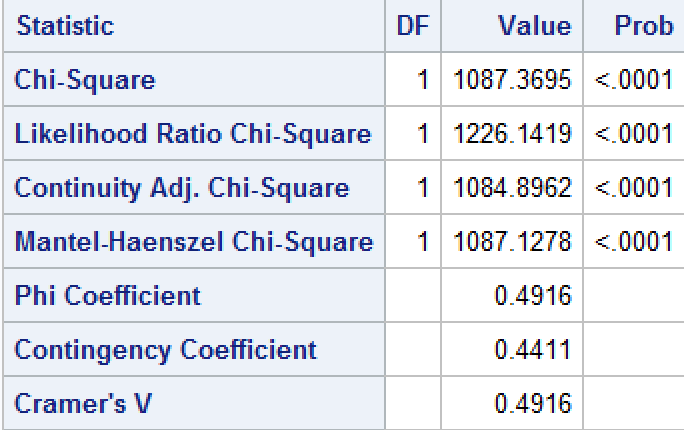 Statistic DF Value Prob
Chi-Square 1 1087.3695 <.0001
Likelihood Ratio Chi-Square 1 1226.1419 <.0001
Continuity Adj. Chi-Square 1 1084.8962 <.0001
Mantel-Haenszel Chi-Square 1 1087.1278 <.0001
Phi Coefficient 0.4916
Contingency Coefficient 0.4411
Cramer's V 0.4916